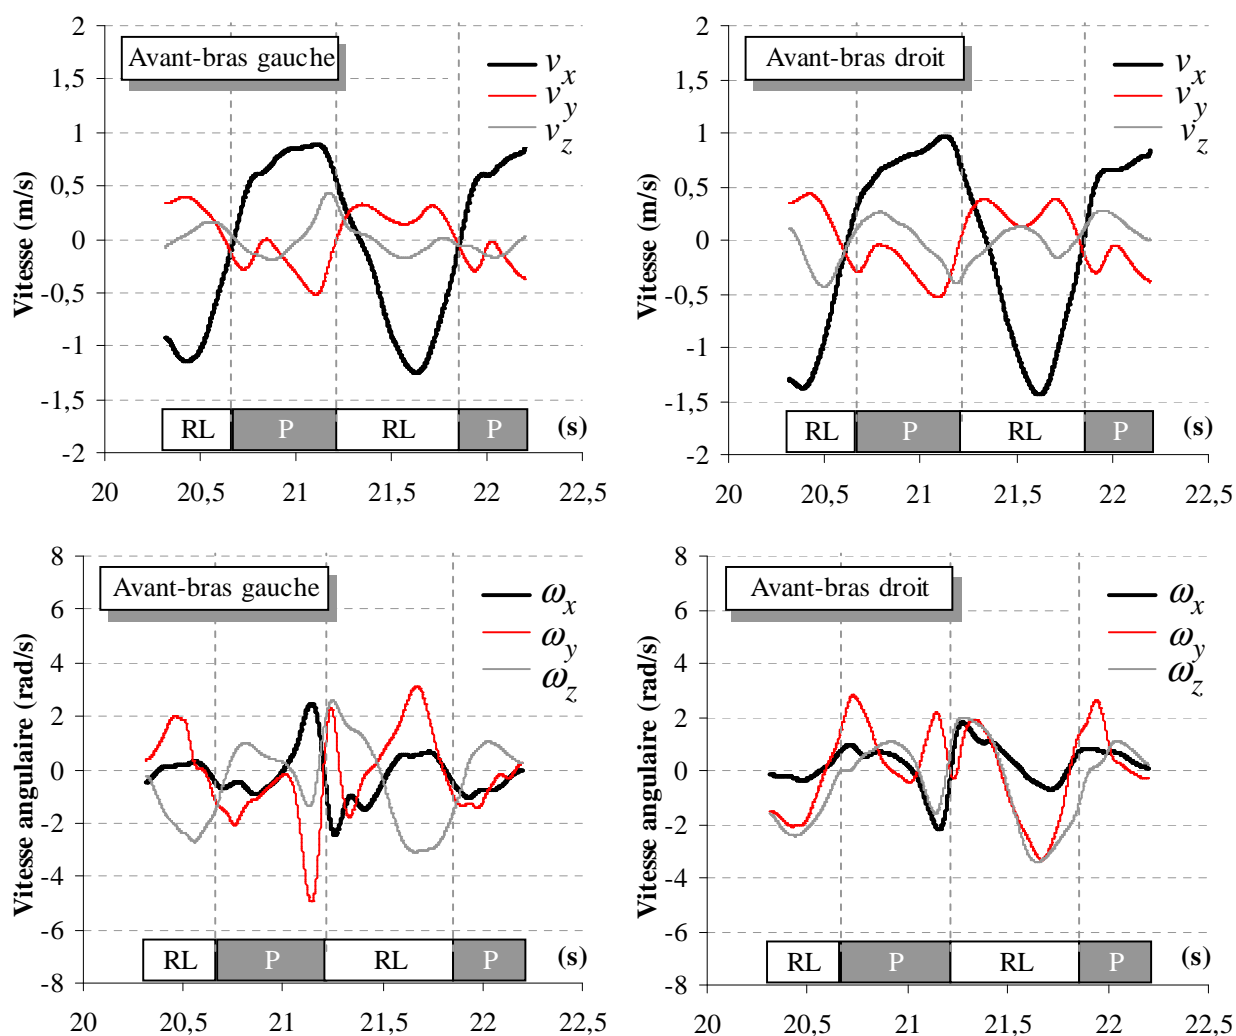 Avant-bras gauche
v_x
v_y
v_z
Vitesse (m/s)
2
1,5
1
0,5
0
-0,5
-1
-1,5
-2
RL
P
RL
P
(s)
20
20,5
21
21,5
22
22,5
Avant-bras droit
v_x
v_y
v_z
Vitesse (m/s)
2
1,5
1
0,5
0
-0,5
-1
-1,5
-2
RL
P
RL
P
(s)
20
20,5
21
21,5
22
22,5
Avant-bras gauche
ω_x
ω_y
ω_z
Vitesse angulaire (rad/s)
8
6
4
2
0
-2
-4
-6
-8
RL
P
RL
P
(s)
20
20,5
21
21,5
22
22,5
Avant-bras droit
ω_x
ω_y
ω_z
Vitesse angulaire (rad/s)
8
6
4
2
0
-2
-4
-6
-8
RL
P
RL
P
(s)
20
20,5
21
21,5
22
22,5